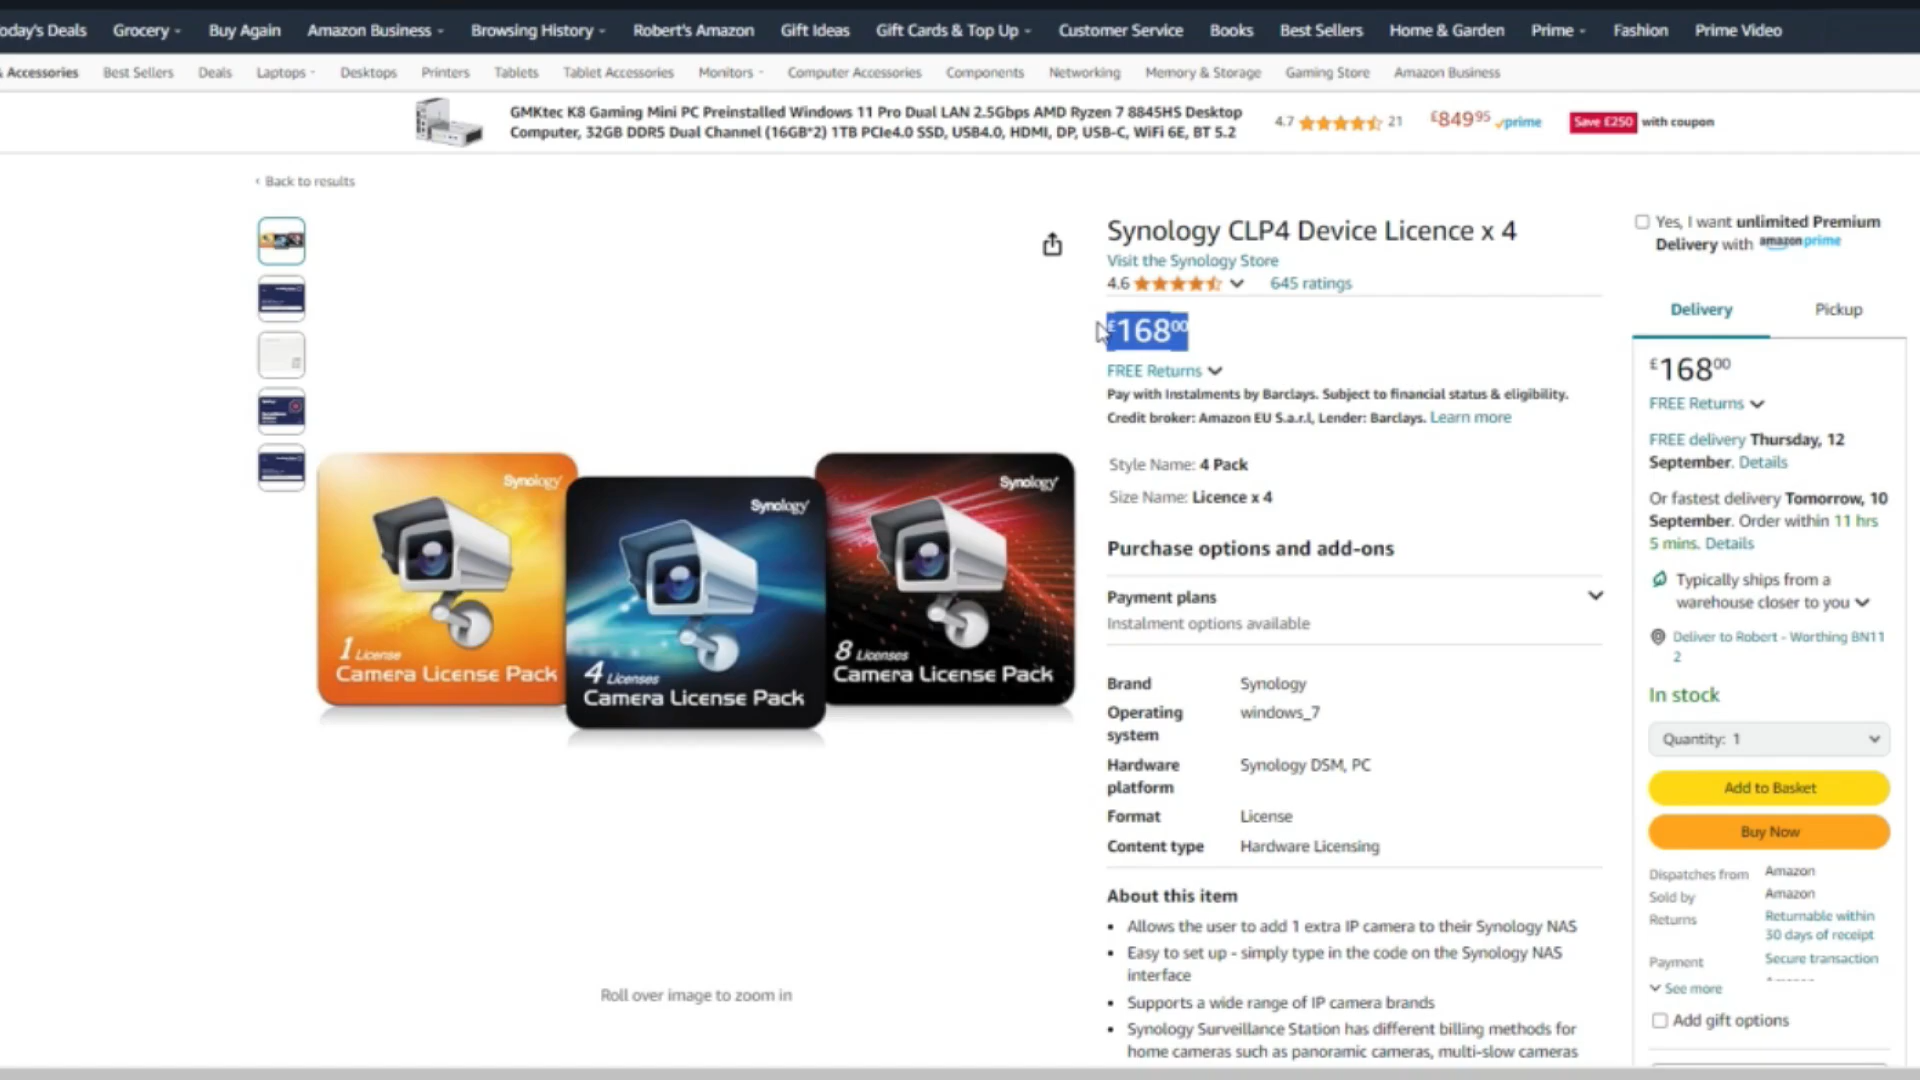 oday's Deals Grocery Buy Again Amazon Business Browsing History Robert's Amazon Gift Ideas Gift Cards & Top Up Customer Service Books Best Sellers Home & Garden Prime Fashion Prime Video
Accessories Best Sellers Deals Laptops Desktops Printers Tablets Tablet Accessories Monitors Computer Accessories Components Networking Memory & Storage Gaming Store Amazon Business
GMKtec K8 Gaming Mini PC Preinstalled Windows 11 Pro Dual LAN 2.5Gbps AMD Ryzen 7 8845HS Desktop
Computer, 32GB DDR5 Dual Channel (16GB*2) 1TB PCIe4.0 SSD, USB4.0, HDMI, DP, USB-C, WiFi 6E, BT 5.2
4.7 21 £849⁹⁵ prime Save £250 with coupon
‹ Back to results
Synology
1 License
Camera License Pack
Synology
4 Licenses
Camera License Pack
Synology
8 Licenses
Camera License Pack
Roll over image to zoom in
Synology CLP4 Device Licence x 4
Visit the Synology Store
4.6 645 ratings
£168⁰⁰
FREE Returns
Pay with Instalments by Barclays. Subject to financial status & eligibility.
Credit broker: Amazon EU S.a.r.l, Lender: Barclays. Learn more
Style Name: 4 Pack
Size Name: Licence x 4
Purchase options and add-ons
Payment plans
Instalment options available
Brand Synology
Operating system windows_7
Hardware platform Synology DSM, PC
Format License
Content type Hardware Licensing
About this item
• Allows the user to add 1 extra IP camera to their Synology NAS
• Easy to set up - simply type in the code on the Synology NAS
interface
• Supports a wide range of IP camera brands
• Synology Surveillance Station has different billing methods for
home cameras such as panoramic cameras, multi-slow cameras
Yes, I want unlimited Premium
Delivery with amazon prime
Delivery Pickup
£168⁰⁰
FREE Returns
FREE delivery Thursday, 12
September. Details
Or fastest delivery Tomorrow, 10
September. Order within 11 hrs
5 mins. Details
Typically ships from a
warehouse closer to you
Deliver to Robert - Worthing BN11
2
In stock
Quantity: 1
Add to Basket
Buy Now
Dispatches from Amazon
Sold by Amazon
Returns Returnable within
30 days of receipt
Payment Secure transaction
See more
Add gift options